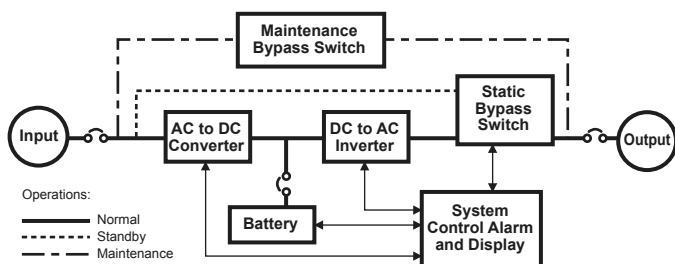 Maintenance
Bypass Switch
Static
Bypass
Switch
Input
AC to DC
Converter
DC to AC
Inverter
Output
Operations:
Normal
Standby
Maintenance
Battery
System
Control Alarm
and Display